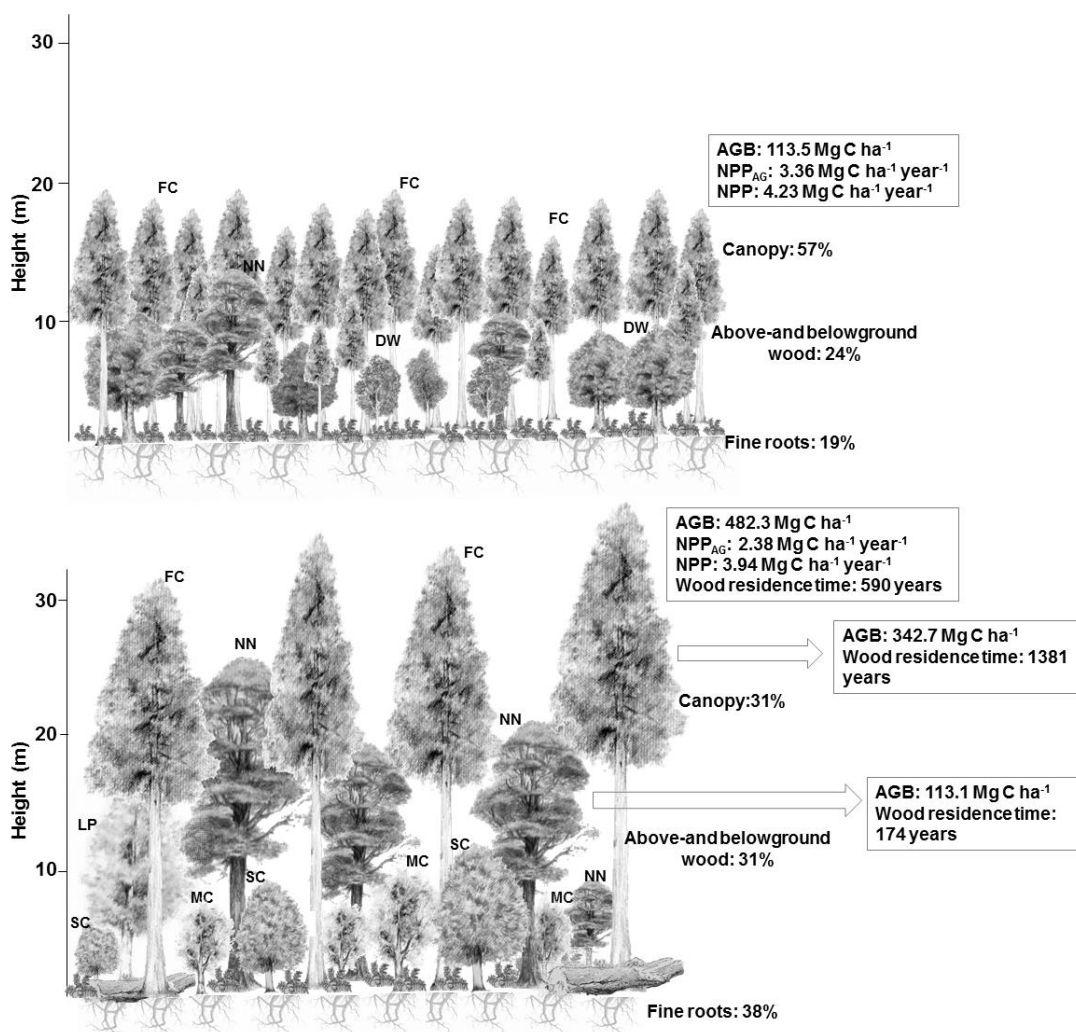 30
20
10
Height (m)
FC
FC
FC
NN
DW
DW
AGB: 113.5 Mg C ha⁻¹
NPP_AG: 3.36 Mg C ha⁻¹ year⁻¹
NPP: 4.23 Mg C ha⁻¹ year⁻¹
Canopy: 57%
Above-and belowground
wood: 24%
Fine roots: 19%
30
20
10
Height (m)
FC
FC
NN
NN
LP
SC
SC
SC
MC
MC
MC
NN
AGB: 482.3 Mg C ha⁻¹
NPP_AG: 2.38 Mg C ha⁻¹ year⁻¹
NPP: 3.94 Mg C ha⁻¹ year⁻¹
Wood residence time: 590 years
AGB: 342.7 Mg C ha⁻¹
Wood residence time: 1381
years
Canopy:31%
AGB: 113.1 Mg C ha⁻¹
Wood residence time:
174 years
Above-and belowground
wood: 31%
Fine roots: 38%